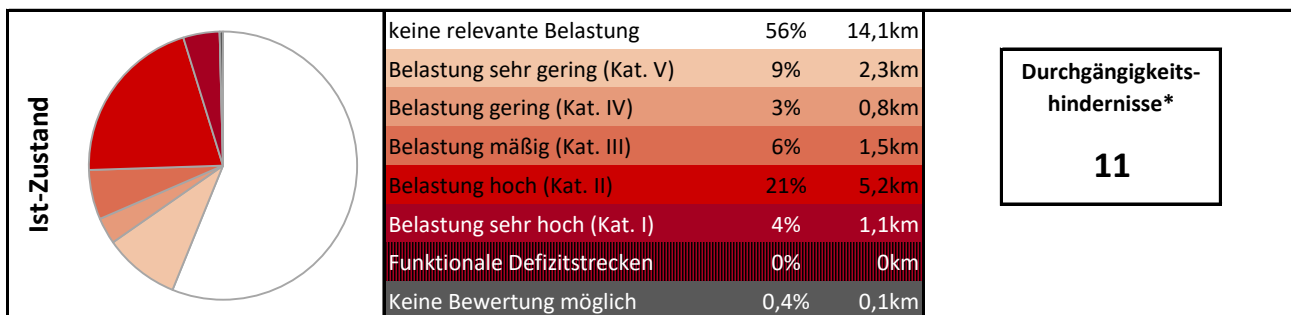 Ist-Zustand
keine relevante Belastung 56% 14,1km
Belastung sehr gering (Kat. V) 9% 2,3km
Belastung gering (Kat. IV) 3% 0,8km
Belastung mäßig (Kat. III) 6% 1,5km
Belastung hoch (Kat. II) 21% 5,2km
Belastung sehr hoch (Kat. I) 4% 1,1km
Funktionale Defizitstrecken 0% 0km
Keine Bewertung möglich 0,4% 0,1km
Durchgängigkeits-
hindernisse*
11